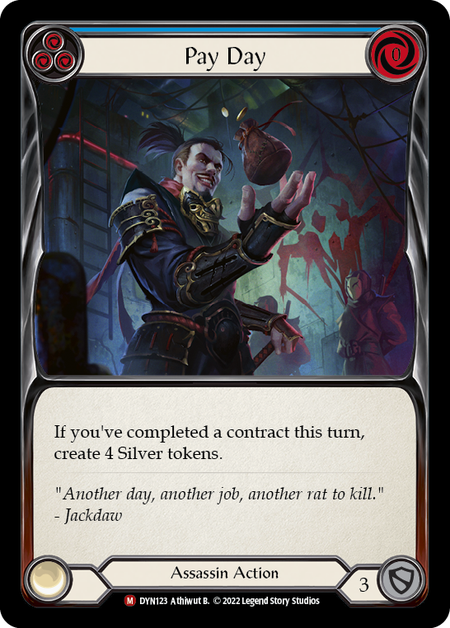 Pay Day
0
If you've completed a contract this turn,
create 4 Silver tokens.
"Another day, another job, another rat to kill."
- Jackdaw
Assassin Action
3
M DYN123 Athiwut B. © 2022 Legend Story Studios